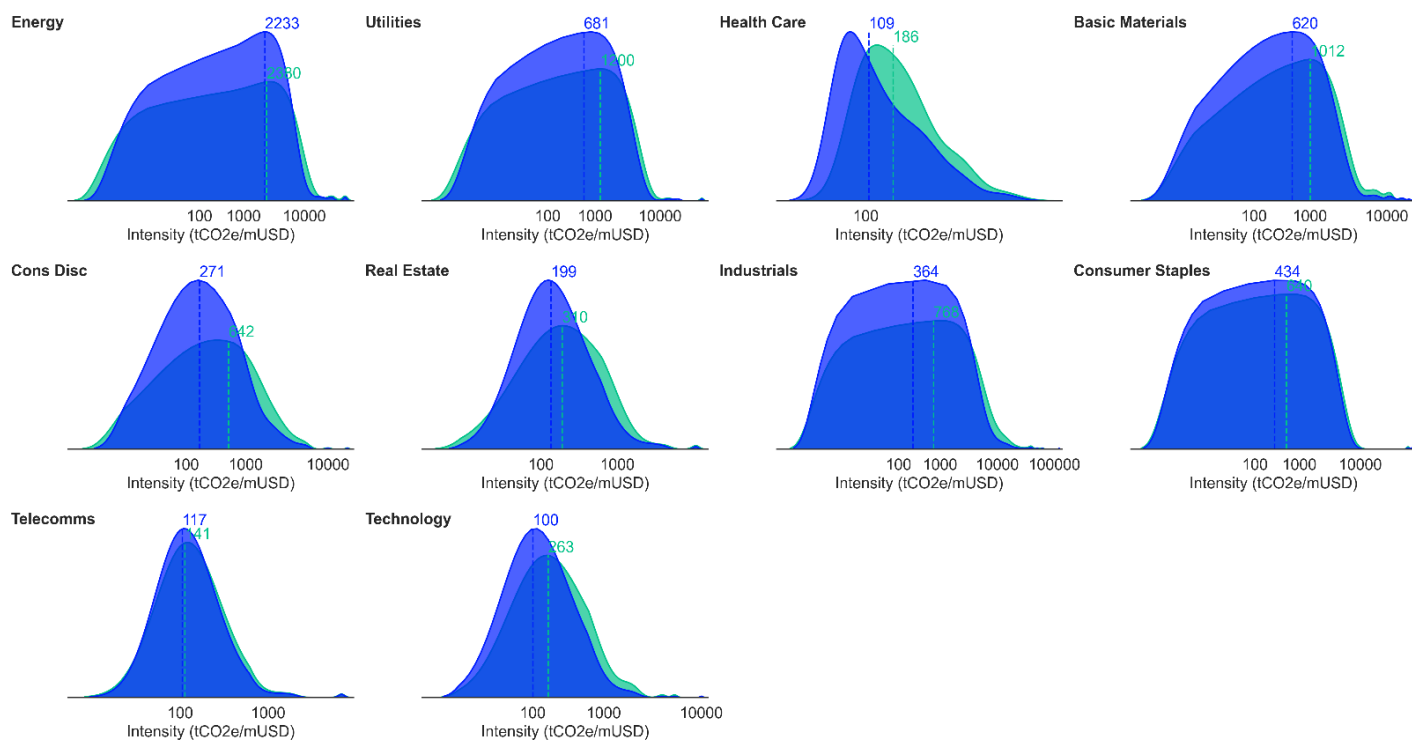 Energy
2233
2380
100 1000 10000
Intensity (tCO2e/mUSD)
Utilities
681
1200
100 1000 10000
Intensity (tCO2e/mUSD)
Health Care
109
186
100
Intensity (tCO2e/mUSD)
Basic Materials
620
1012
100 1000 10000
Intensity (tCO2e/mUSD)
Cons Disc
271
100 1000 10000
Intensity (tCO2e/mUSD)
Real Estate
199
310
100 1000
Intensity (tCO2e/mUSD)
Industrials
364
768
100 1000 10000 100000
Intensity (tCO2e/mUSD)
Consumer Staples
434
100 1000 10000
Intensity (tCO2e/mUSD)
Telecomms
117
141
100 1000
Intensity (tCO2e/mUSD)
Technology
100
263
100 1000 10000
Intensity (tCO2e/mUSD)